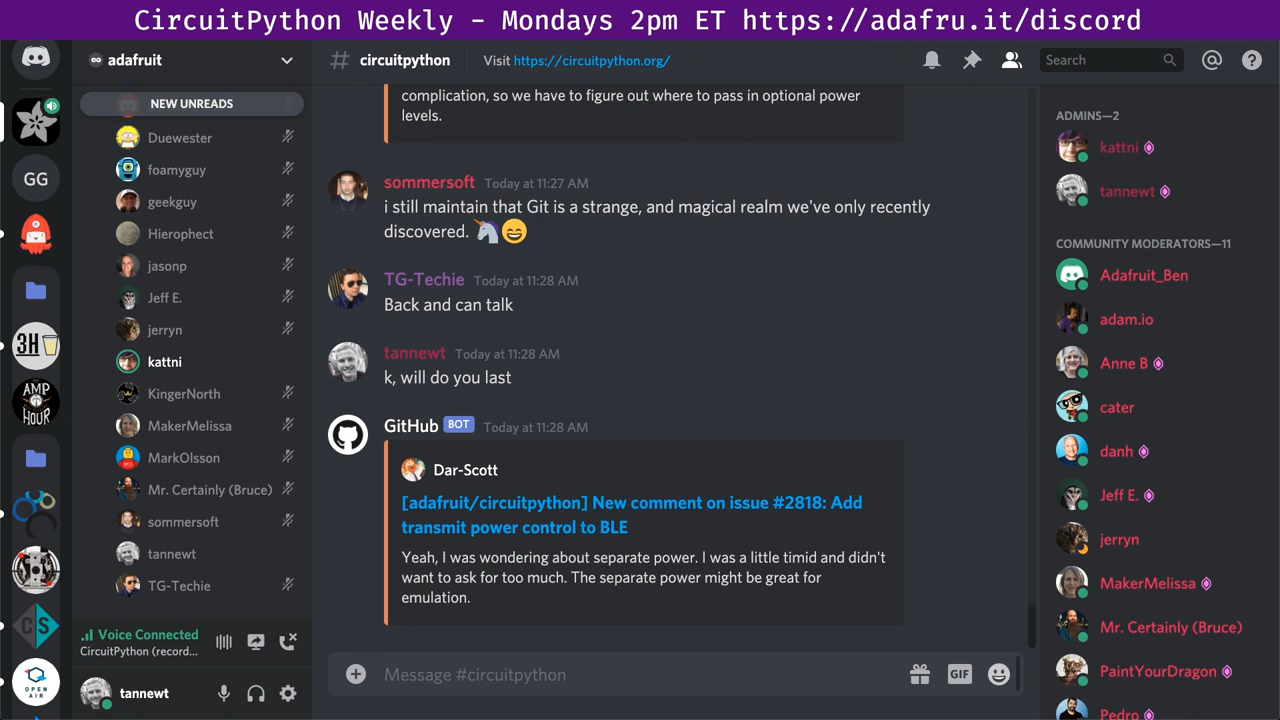 CircuitPython Weekly - Mondays 2pm ET https://adafru.it/discord
adafruit
# circuitpython
Visit https://circuitpython.org/
Search
NEW UNREADS
Duewester
foamyguy
geekguy
Hierophect
jasonp
Jeff E.
jerryn
kattni
KingerNorth
MakerMelissa
MarkOlsson
Mr. Certainly (Bruce)
sommersoft
tannewt
TG-Techie
Voice Connected
CircuitPython (record...
tannewt
GG
3H
THE
AMP
HOUR
CS
OPEN
AIR
complication, so we have to figure out where to pass in optional power
levels.
sommersoft Today at 11:27 AM
i still maintain that Git is a strange, and magical realm we've only recently
discovered. 🦄😄
TG-Techie Today at 11:28 AM
Back and can talk
tannewt Today at 11:28 AM
k, will do you last
GitHub BOT Today at 11:28 AM
Dar-Scott
[adafruit/circuitpython] New comment on issue #2818: Add
transmit power control to BLE
Yeah, I was wondering about separate power. I was a little timid and didn't
want to ask for too much. The separate power might be great for
emulation.
Message #circuitpython
GIF
ADMINS—2
kattni
tannewt
COMMUNITY MODERATORS—11
Adafruit_Ben
adam.io
Anne B
cater
danh
Jeff E.
jerryn
MakerMelissa
Mr. Certainly (Bruce)
PaintYourDragon
Pedro